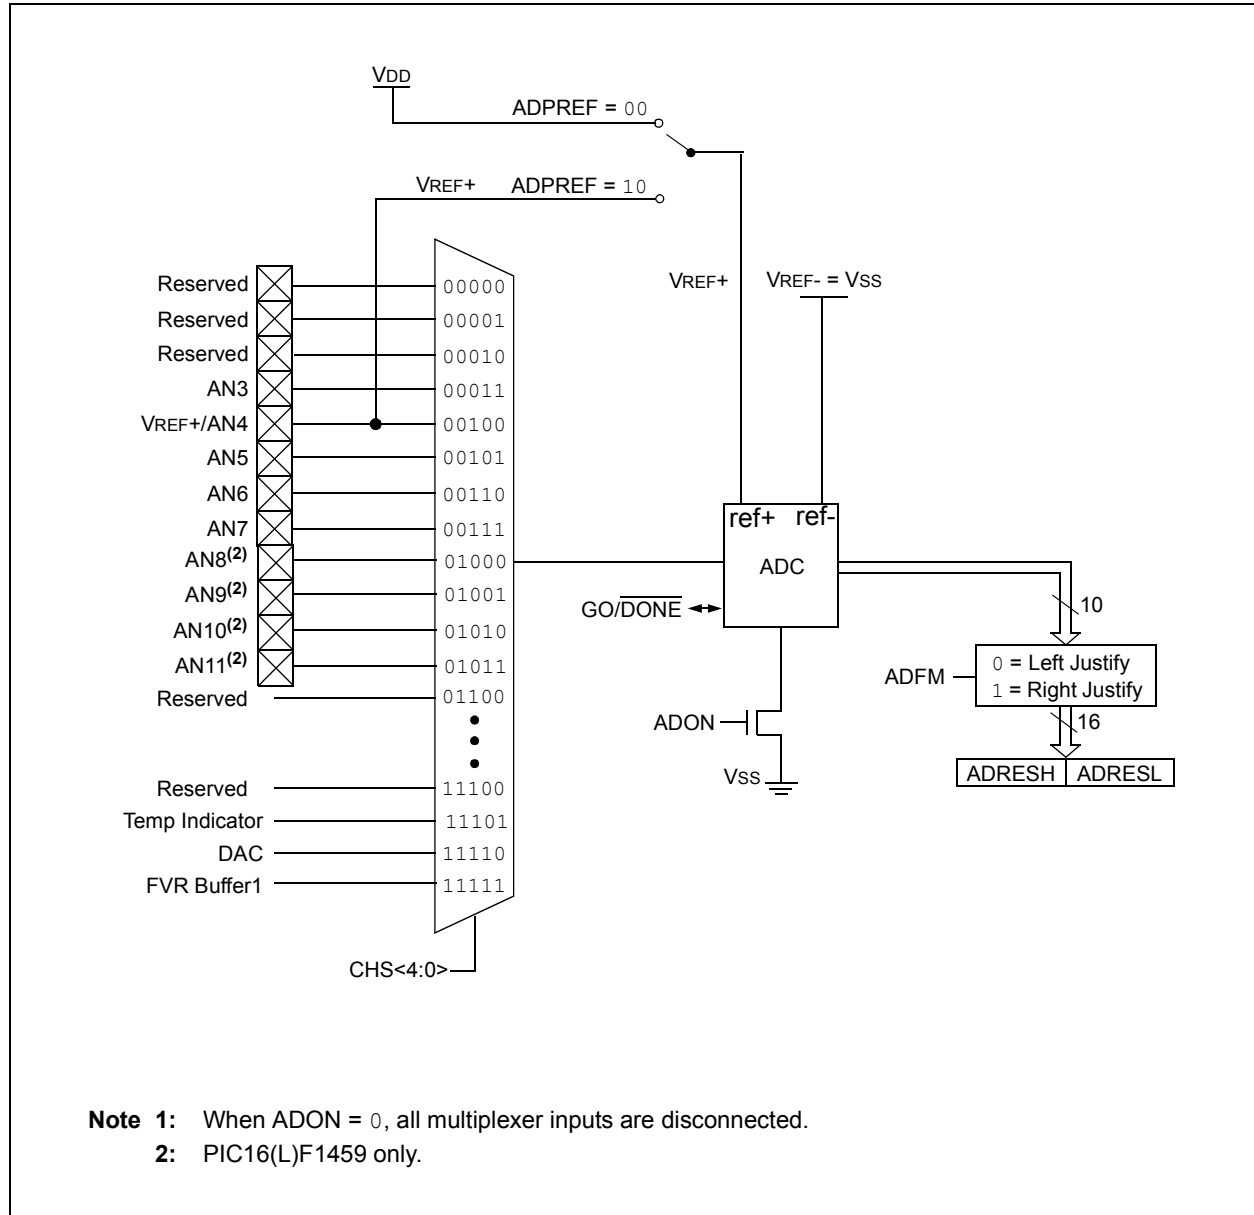 VDD
ADPREF = 00
VREF+ ADPREF = 10
VREF+ VREF- = VSS
Reserved 00000
Reserved 00001
Reserved 00010
AN3 00011
VREF+/AN4 00100
AN5 00101
AN6 00110
AN7 00111
ref+ ref-
AN8(2) 01000 ADC
AN9(2) 01001
GO/DONE 10
AN10(2) 01010
AN11(2) 01011
0 = Left Justify
ADFM 1 = Right Justify
Reserved 01100
ADON 16
VSS ADRESH ADRESL
Reserved 11100
Temp Indicator 11101
DAC 11110
FVR Buffer1 11111
CHS<4:0>
Note 1: When ADON = 0, all multiplexer inputs are disconnected.
2: PIC16(L)F1459 only.